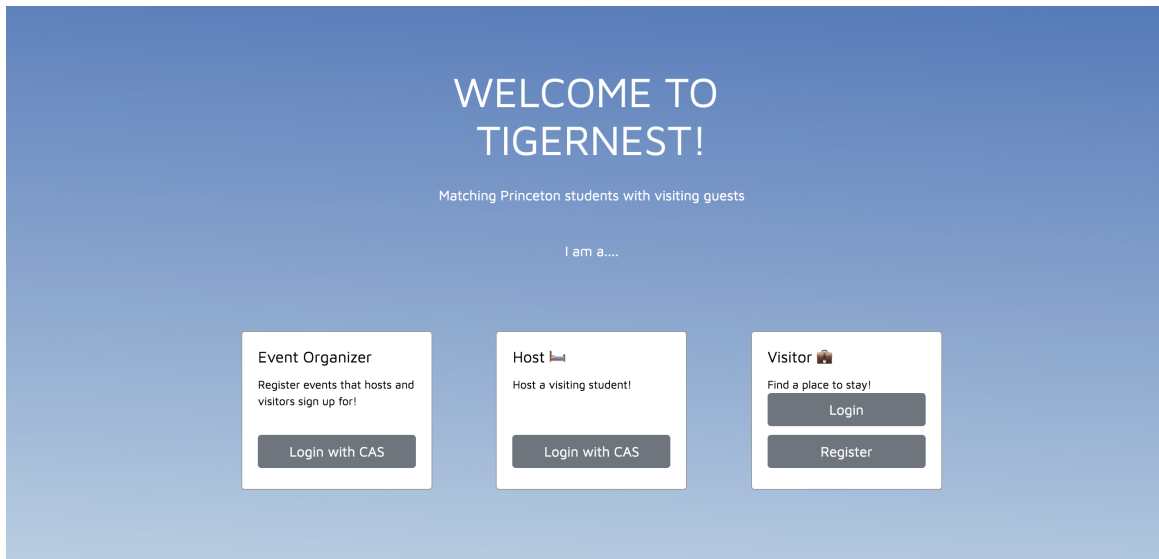 WELCOME TO
TIGERNEST!
Matching Princeton students with visiting guests
I am a....
Event Organizer
Register events that hosts and
visitors sign up for!
Login with CAS
Host 🛏️
Host a visiting student!
Login with CAS
Visitor 💼
Find a place to stay!
Login
Register